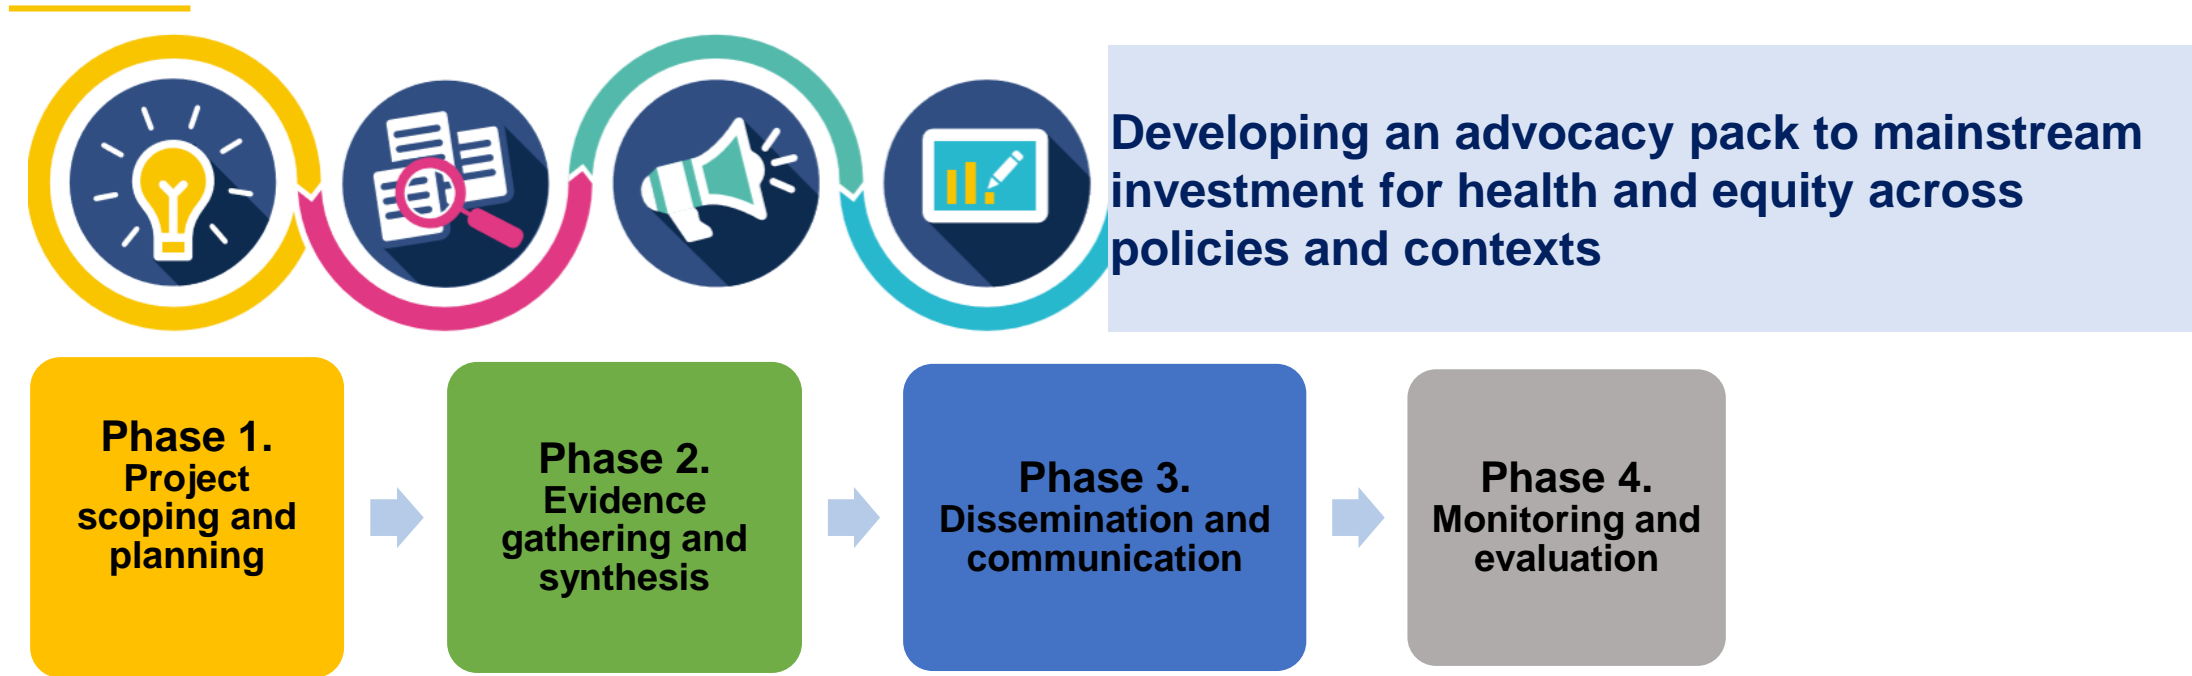 Developing an advocacy pack to mainstream
investment for health and equity across
policies and contexts
Phase 1.
Project
scoping and
planning
Phase 2.
Evidence
gathering and
synthesis
Phase 3.
Dissemination and
communication
Phase 4.
Monitoring and
evaluation